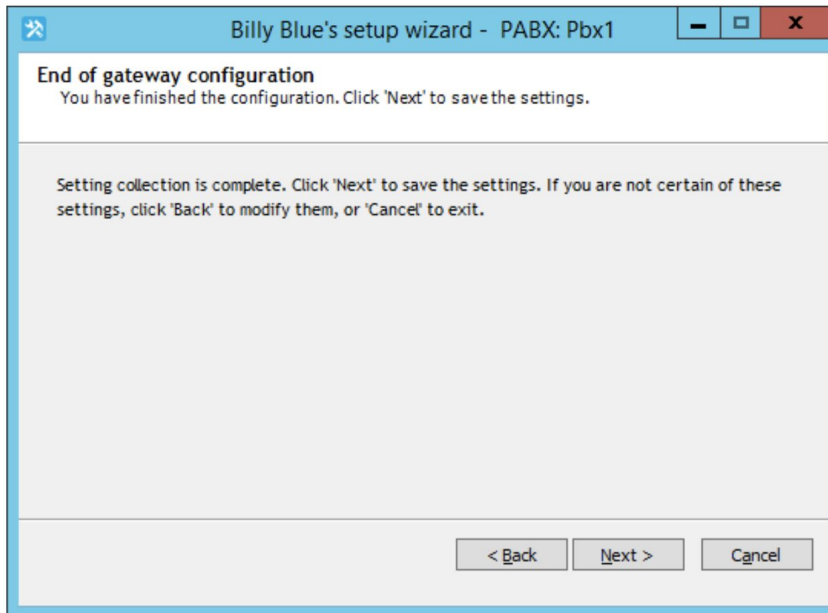 Billy Blue's setup wizard - PABX: Pbx1
End of gateway configuration
You have finished the configuration. Click 'Next' to save the settings.
Setting collection is complete. Click 'Next' to save the settings. If you are not certain of these
settings, click 'Back' to modify them, or 'Cancel' to exit.
< Back
Next >
Cancel